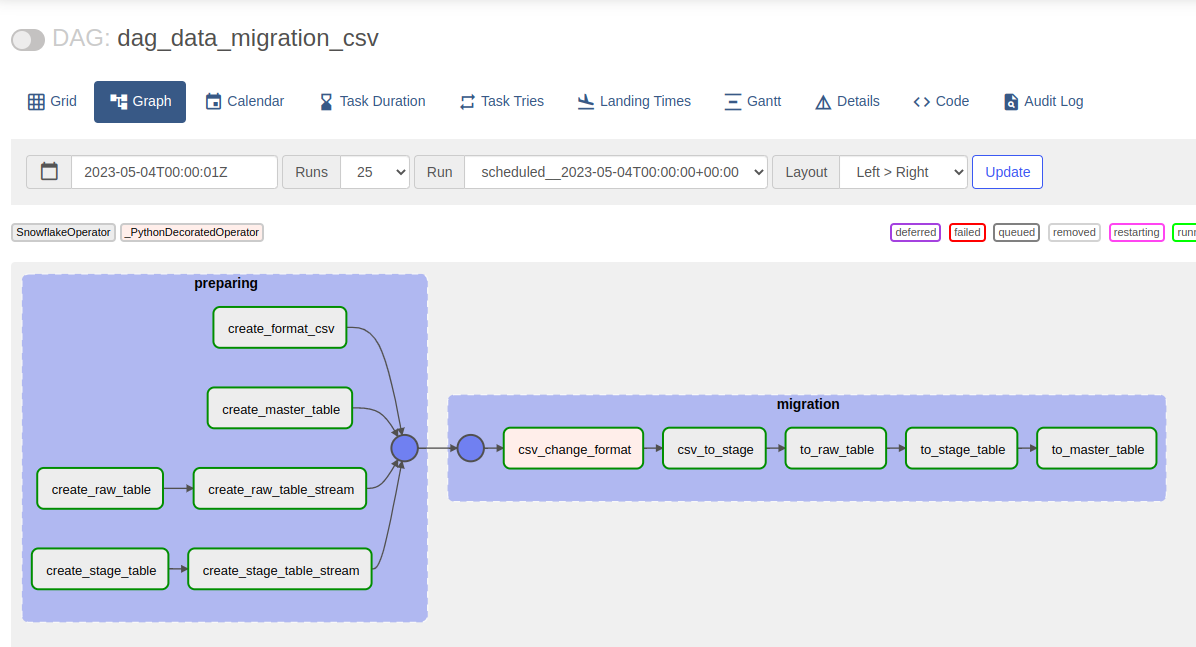 DAG: dag_data_migration_csv
Grid Graph Calendar Task Duration Task Tries Landing Times Gantt Details Code Audit Log
2023-05-04T00:00:01Z Runs 25 Run scheduled__2023-05-04T00:00:00+00:00 Layout Left > Right Update
SnowflakeOperator _PythonDecoratedOperator deferred failed queued removed restarting
preparing
create_format_csv
create_master_table
create_raw_table create_raw_table_stream
create_stage_table create_stage_table_stream
migration
csv_change_format csv_to_stage to_raw_table to_stage_table to_master_table